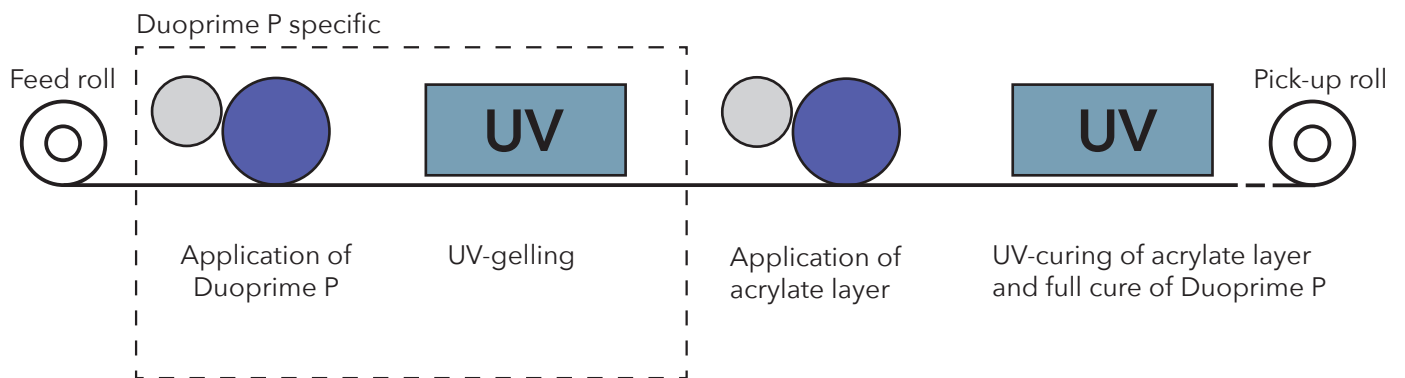 Duoprime P specific
Feed roll
Pick-up roll
UV
UV
Application of
Duoprime P
UV-gelling
Application of
acrylate layer
UV-curing of acrylate layer
and full cure of Duoprime P